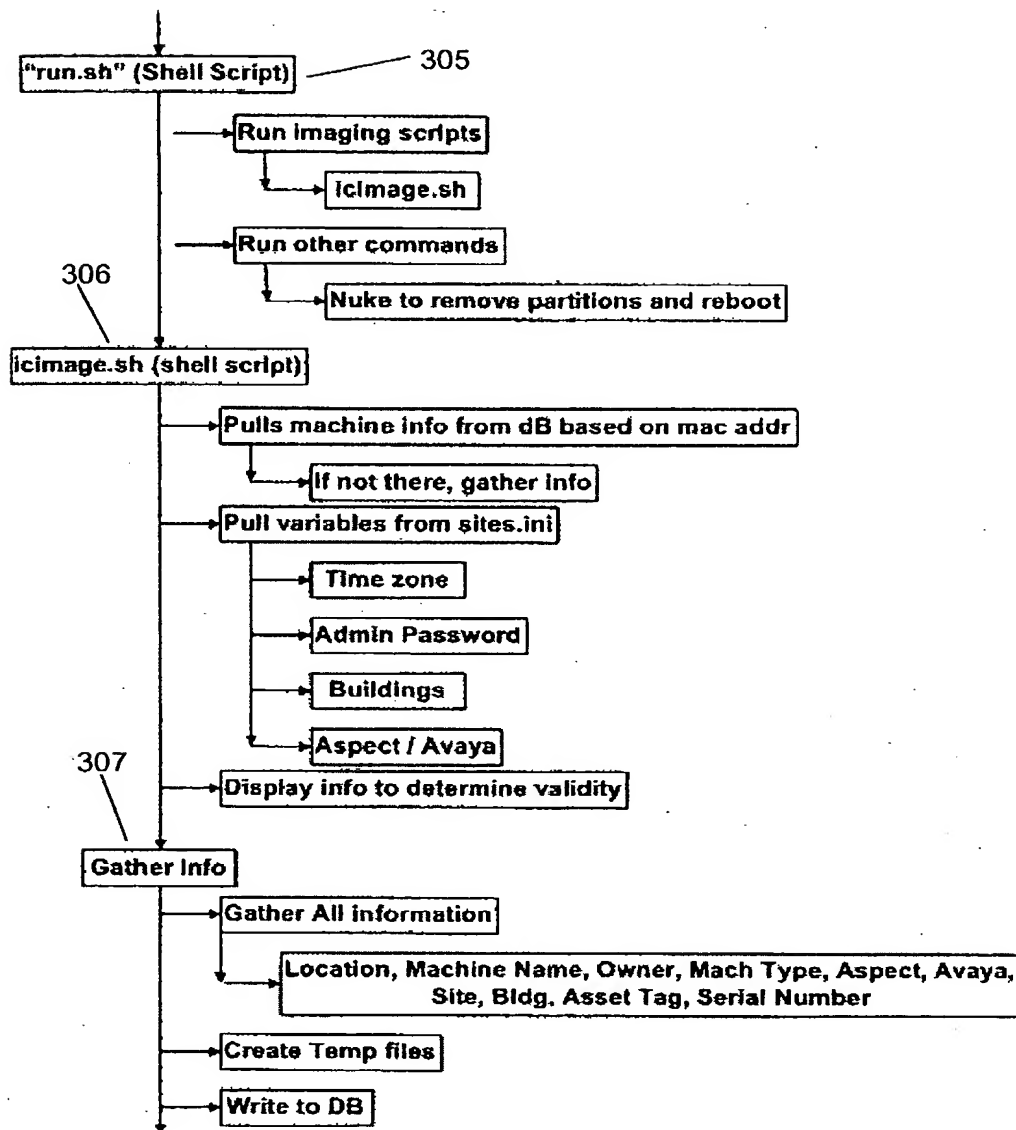 "run.sh" (Shell Script)
305
Run imaging scripts
icimage.sh
Run other commands
306
Nuke to remove partitions and reboot
icimage.sh (shell script)
Pulls machine info from dB based on mac addr
If not there, gather info
Pull variables from sites.ini
Time zone
Admin Password
Buildings
Aspect / Avaya
307
Display info to determine validity
Gather Info
Gather All information
Location, Machine Name, Owner, Mach Type, Aspect, Avaya,
Site, Bldg. Asset Tag, Serial Number
Create Temp files
Write to DB